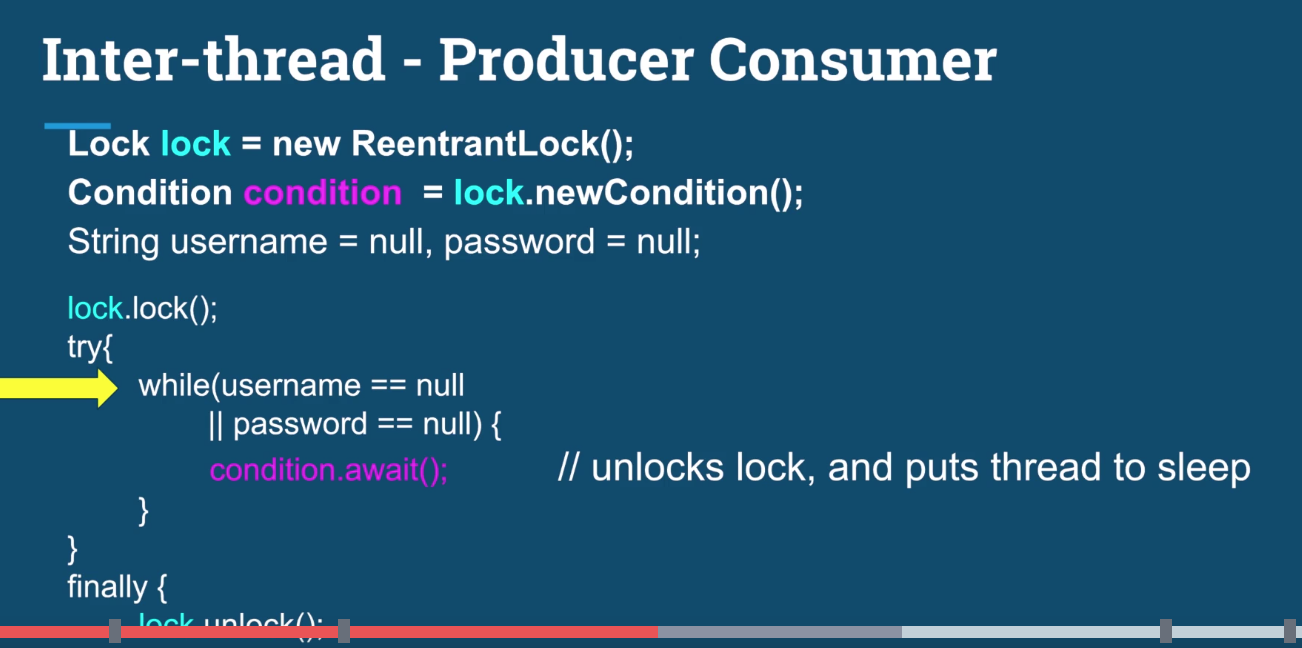 Inter-thread - Producer Consumer
Lock lock = new ReentrantLock();
Condition condition = lock.newCondition();
String username = null, password = null;
lock.lock();
try{
while(username == null
|| password == null) {
condition.await(); // unlocks lock, and puts thread to sleep
}
}
finally {
lock.unlock();